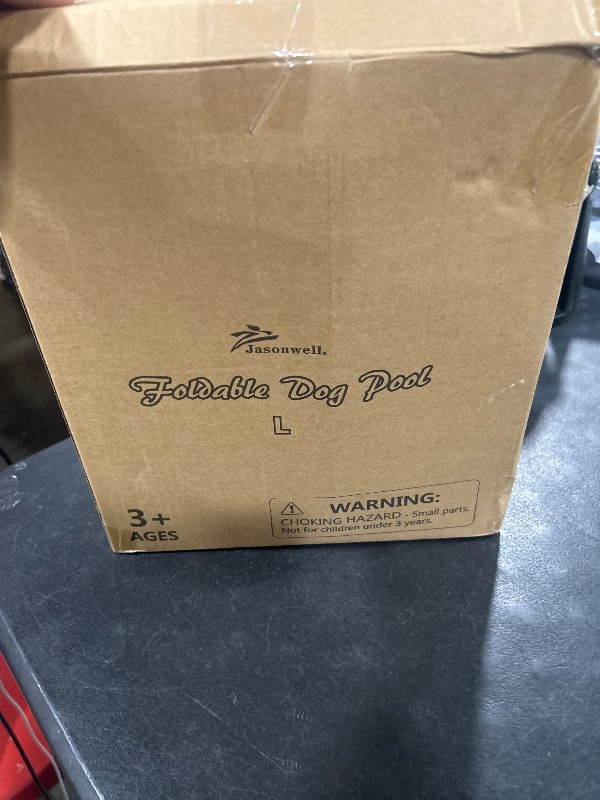 Jasonwell®
Foldable Dog Pool
L
3+
AGES
WARNING:
CHOKING HAZARD - Small parts.
Not for children under 3 years.